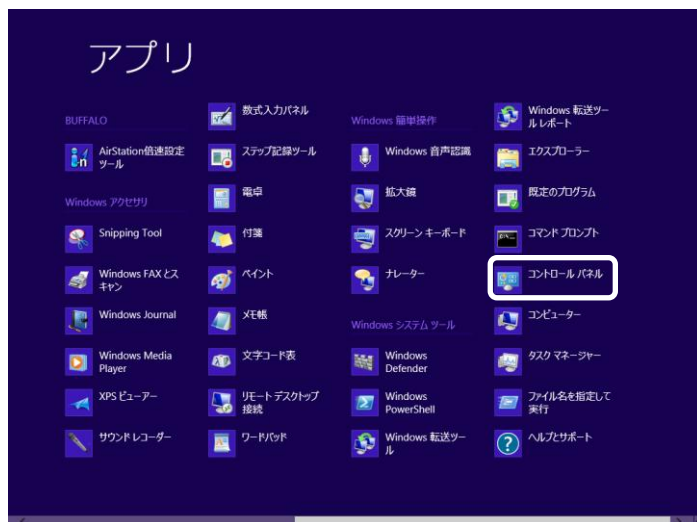 アプリ
BUFFALO
AirStation倍速設定
ツール
Windows アクセサリ
Snipping Tool
Windows FAX とス
キャン
Windows Journal
Windows Media
Player
XPS ビューアー
サウンド レコーダー
数式入力パネル
ステップ記録ツール
電卓
付箋
ペイント
メモ帳
文字コード表
リモート デスクトップ
接続
ワードパッド
Windows 簡単操作
Windows 音声認識
拡大鏡
スクリーン キーボード
ナレーター
Windows システム ツール
Windows
Defender
Windows
PowerShell
Windows 転送ツー
ル
Windows 転送ツー
ル レポート
エクスプローラー
既定のプログラム
コマンド プロンプト
コントロール パネル
コンピューター
タスク マネージャー
ファイル名を指定して
実行
ヘルプとサポート